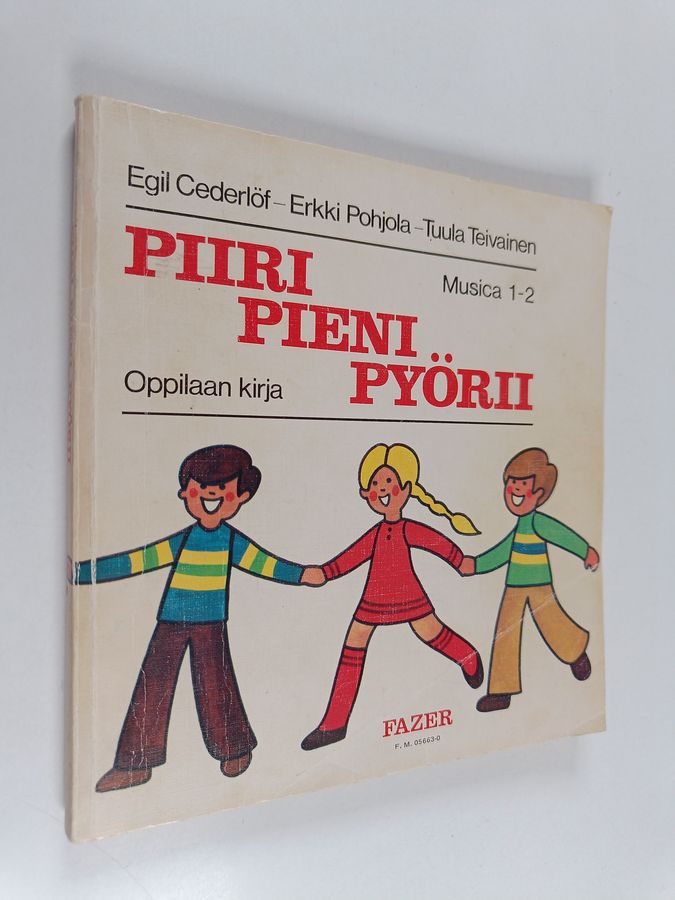 Egil Cederlöf – Erkki Pohjola – Tuula Teivainen
PIIRI
Musica 1-2
PIENI
Oppilaan kirja
PYÖRII
FAZER
F. M. 05663-0